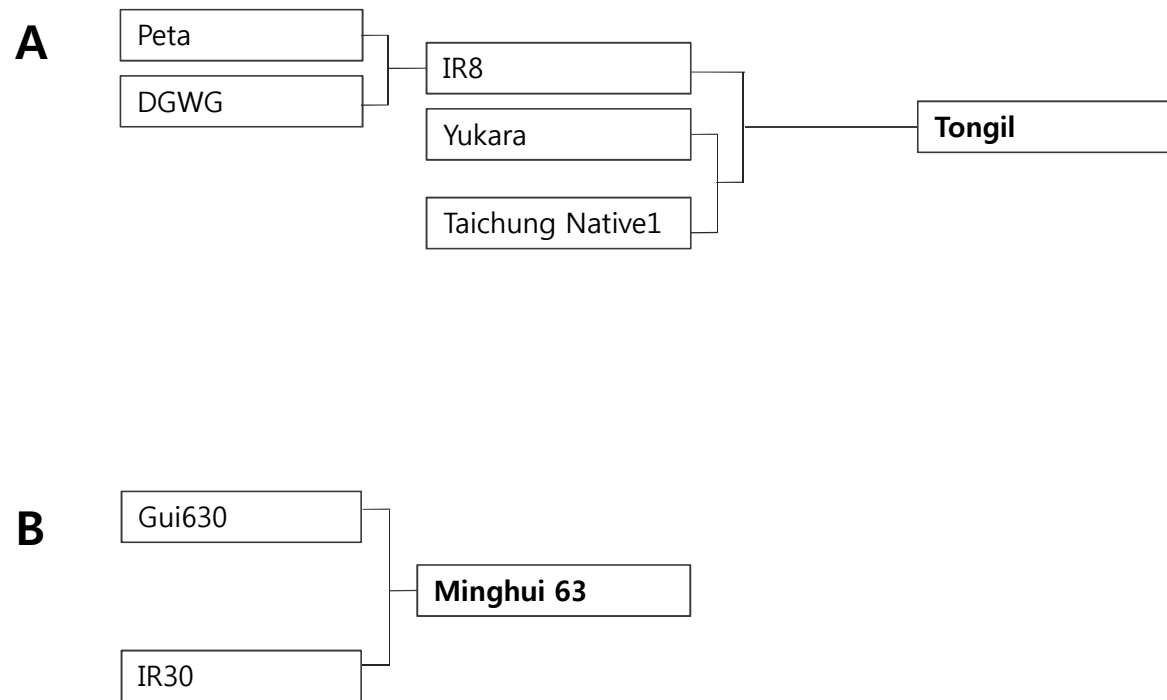 A
Peta
DGWG
IR8
Yukara
Taichung Native1
Tongil
B
Gui630
IR30
Minghui 63